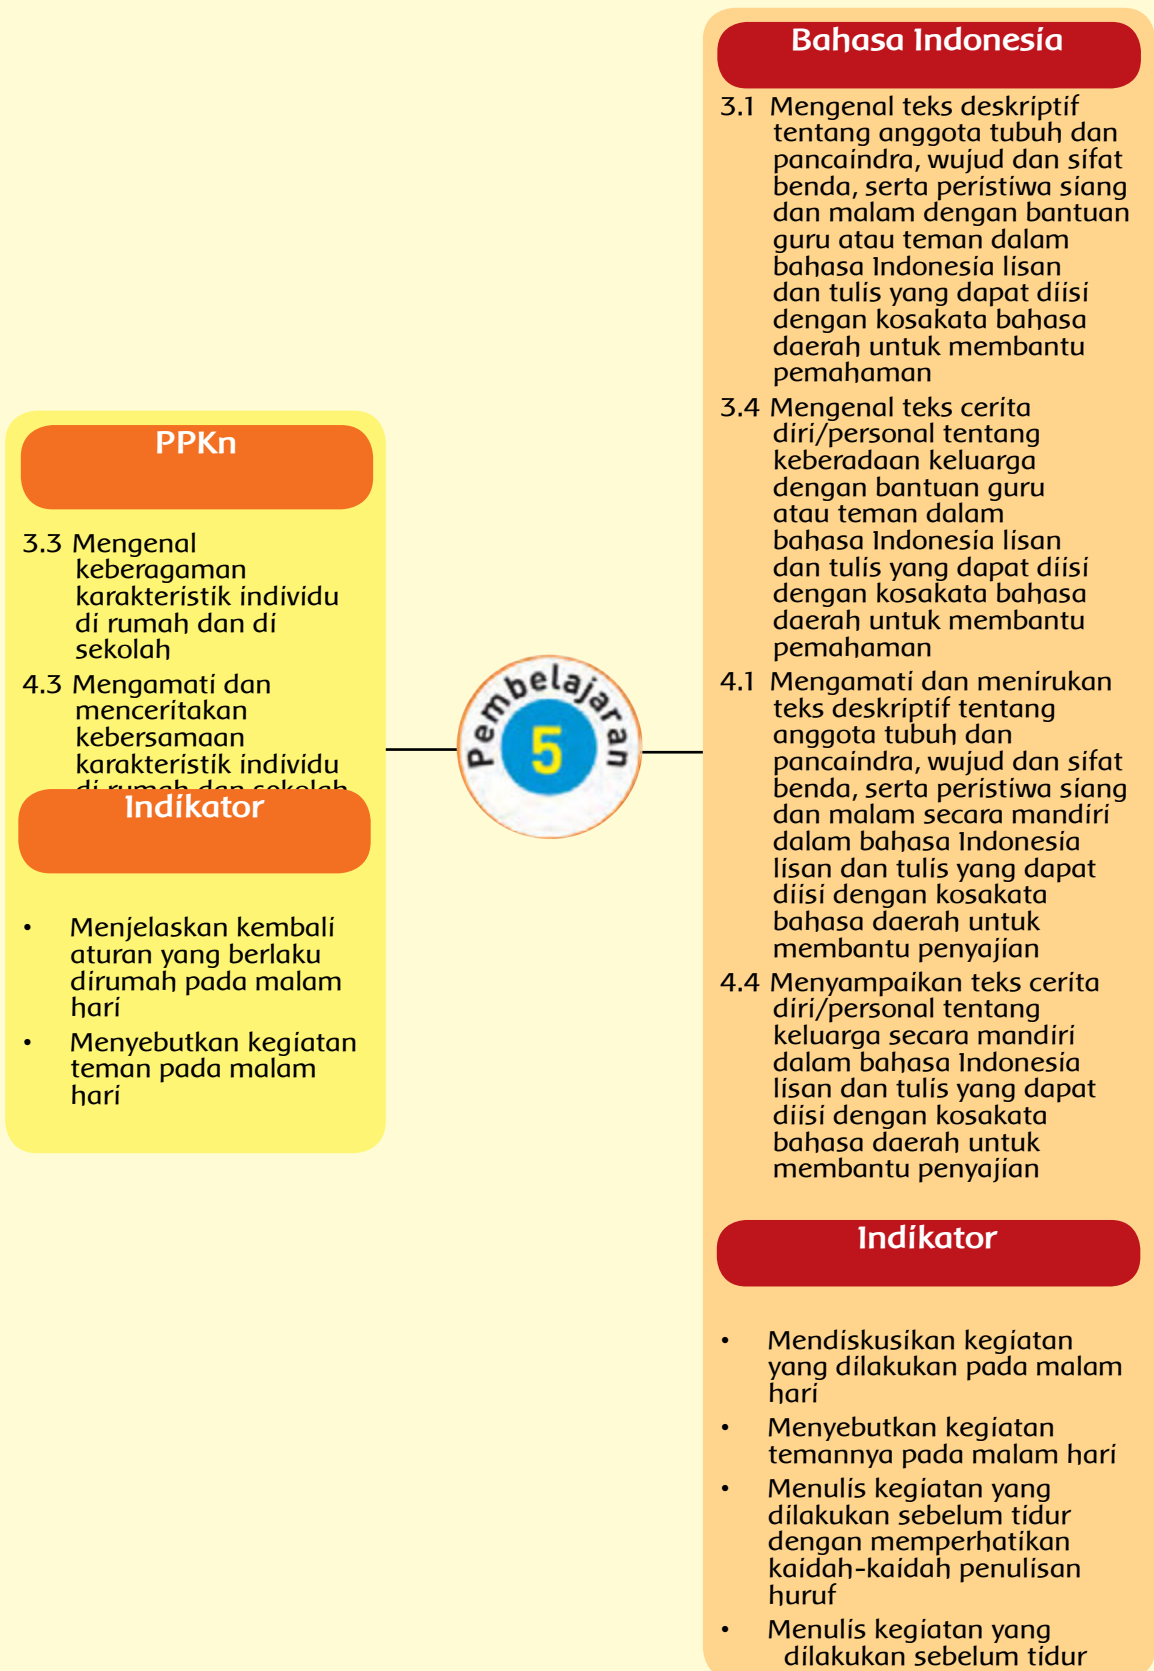 PPKn
3.3 Mengenal
keberagaman
karakteristik individu
di rumah dan di
sekolah
4.3 Mengamati dan
menceritakan
kebersamaan
karakteristik individu
di rumah dan sekolah
Indikator
• Menjelaskan kembali
aturan yang berlaku
dirumah pada malam
hari
• Menyebutkan kegiatan
teman pada malam
hari
Pembelajaran
5
Bahasa Indonesia
3.1 Mengenal teks deskriptif
tentang anggota tubuh dan
pancaindra, wujud dan sifat
benda, serta peristiwa siang
dan malam dengan bantuan
guru atau teman dalam
bahasa Indonesia lisan
dan tulis yang dapat diisi
dengan kosakata bahasa
daerah untuk membantu
pemahaman
3.4 Mengenal teks cerita
diri/personal tentang
keberadaan keluarga
dengan bantuan guru
atau teman dalam
bahasa Indonesia lisan
dan tulis yang dapat diisi
dengan kosakata bahasa
daerah untuk membantu
pemahaman
4.1 Mengamati dan menirukan
teks deskriptif tentang
anggota tubuh dan
pancaindra, wujud dan sifat
benda, serta peristiwa siang
dan malam secara mandiri
dalam bahasa Indonesia
lisan dan tulis yang dapat
diisi dengan kosakata
bahasa daerah untuk
membantu penyajian
4.4 Menyampaikan teks cerita
diri/personal tentang
keluarga secara mandiri
dalam bahasa Indonesia
lisan dan tulis yang dapat
diisi dengan kosakata
bahasa daerah untuk
membantu penyajian
Indikator
• Mendiskusikan kegiatan
yang dilakukan pada malam
hari
• Menyebutkan kegiatan
temannya pada malam hari
• Menulis kegiatan yang
dilakukan sebelum tidur
dengan memperhatikan
kaidah-kaidah penulisan
huruf
• Menulis kegiatan yang
dilakukan sebelum tidur